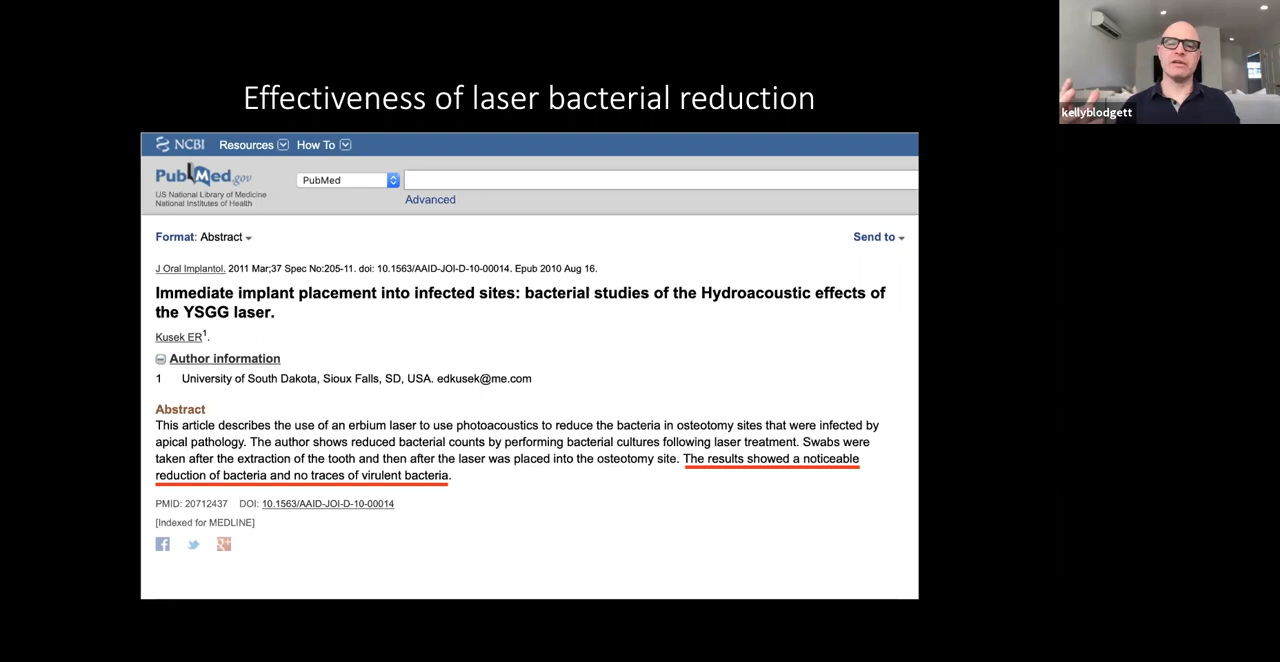 kellyblodgett
Effectiveness of laser bacterial reduction
NCBI Resources How To
PubMed.gov
US National Library of Medicine
National Institutes of Health
PubMed
Advanced
Format: Abstract
Send to
J Oral Implantol. 2011 Mar;37 Spec No:205-11. doi: 10.1563/AAID-JOI-D-10-00014. Epub 2010 Aug 16.
Immediate implant placement into infected sites: bacterial studies of the Hydroacoustic effects of
the YSGG laser.
Kusek ER1.
Author information
1 University of South Dakota, Sioux Falls, SD, USA. edkusek@me.com
Abstract
This article describes the use of an erbium laser to use photoacoustics to reduce the bacteria in osteotomy sites that were infected by
apical pathology. The author shows reduced bacterial counts by performing bacterial cultures following laser treatment. Swabs were
taken after the extraction of the tooth and then after the laser was placed into the osteotomy site. The results showed a noticeable
reduction of bacteria and no traces of virulent bacteria.
PMID: 20712437 DOI: 10.1563/AAID-JOI-D-10-00014
[Indexed for MEDLINE]